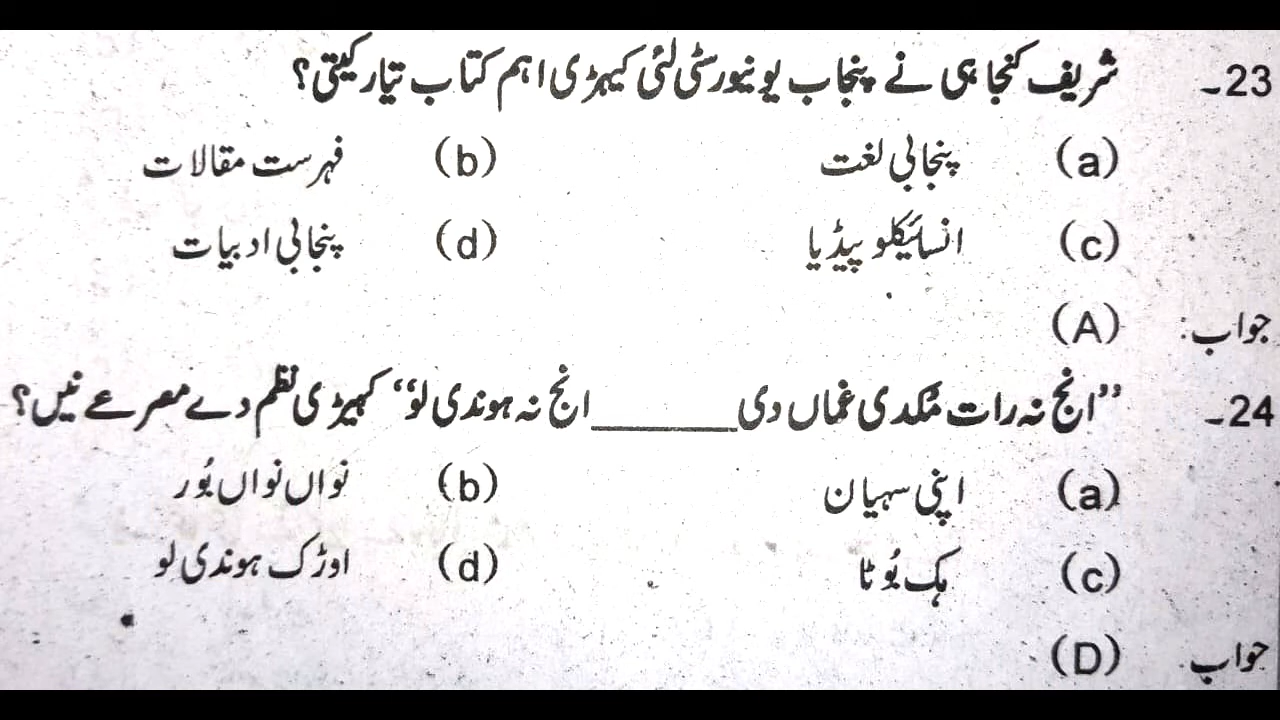 23۔ شریف کنجاہی نے پنجاب یونیورسٹی لئی کیہڑی اہم کتاب تیار کیتی؟
(a) پنجابی لغت (b) فہرست مقالات
(c) انسائیکلو پیڈیا (d) پنجابی ادبیات
جواب: (A)
24۔ ”انج نہ رات مُکدی غماں دی ______ انج نہ ہوندی لو“ کہیڑی نظم دے مصرعے نیں؟
(a) اپنی سہیان (b) نواں نواں بُور
(c) ہک بُوٹا (d) اوڑک ہوندی لو
جواب (D)